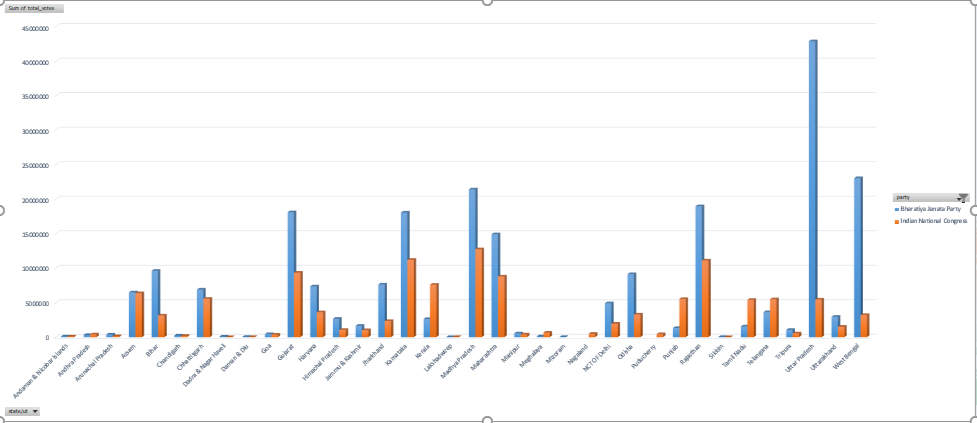 Sum of total_votes
45000000
40000000
35000000
30000000
25000000
20000000
15000000
10000000
5000000
0
Andaman & Nicobar Islands
Andhra Pradesh
Arunachal Pradesh
Assam
Bihar
Chandigarh
Chhattisgarh
Dadra & Nagar Haveli
Daman & Diu
Goa
Gujarat
Haryana
Himachal Pradesh
Jammu & Kashmir
Jharkhand
Karnataka
Kerala
Lakshadweep
Madhya Pradesh
Maharashtra
Manipur
Meghalaya
Mizoram
Nagaland
NCT OF Delhi
Odisha
Puducherry
Punjab
Rajasthan
Sikkim
Tamil Nadu
Telangana
Tripura
Uttar Pradesh
Uttarakhand
West Bengal
party
Bharatiya Janata Party
Indian National Congress
state/ut